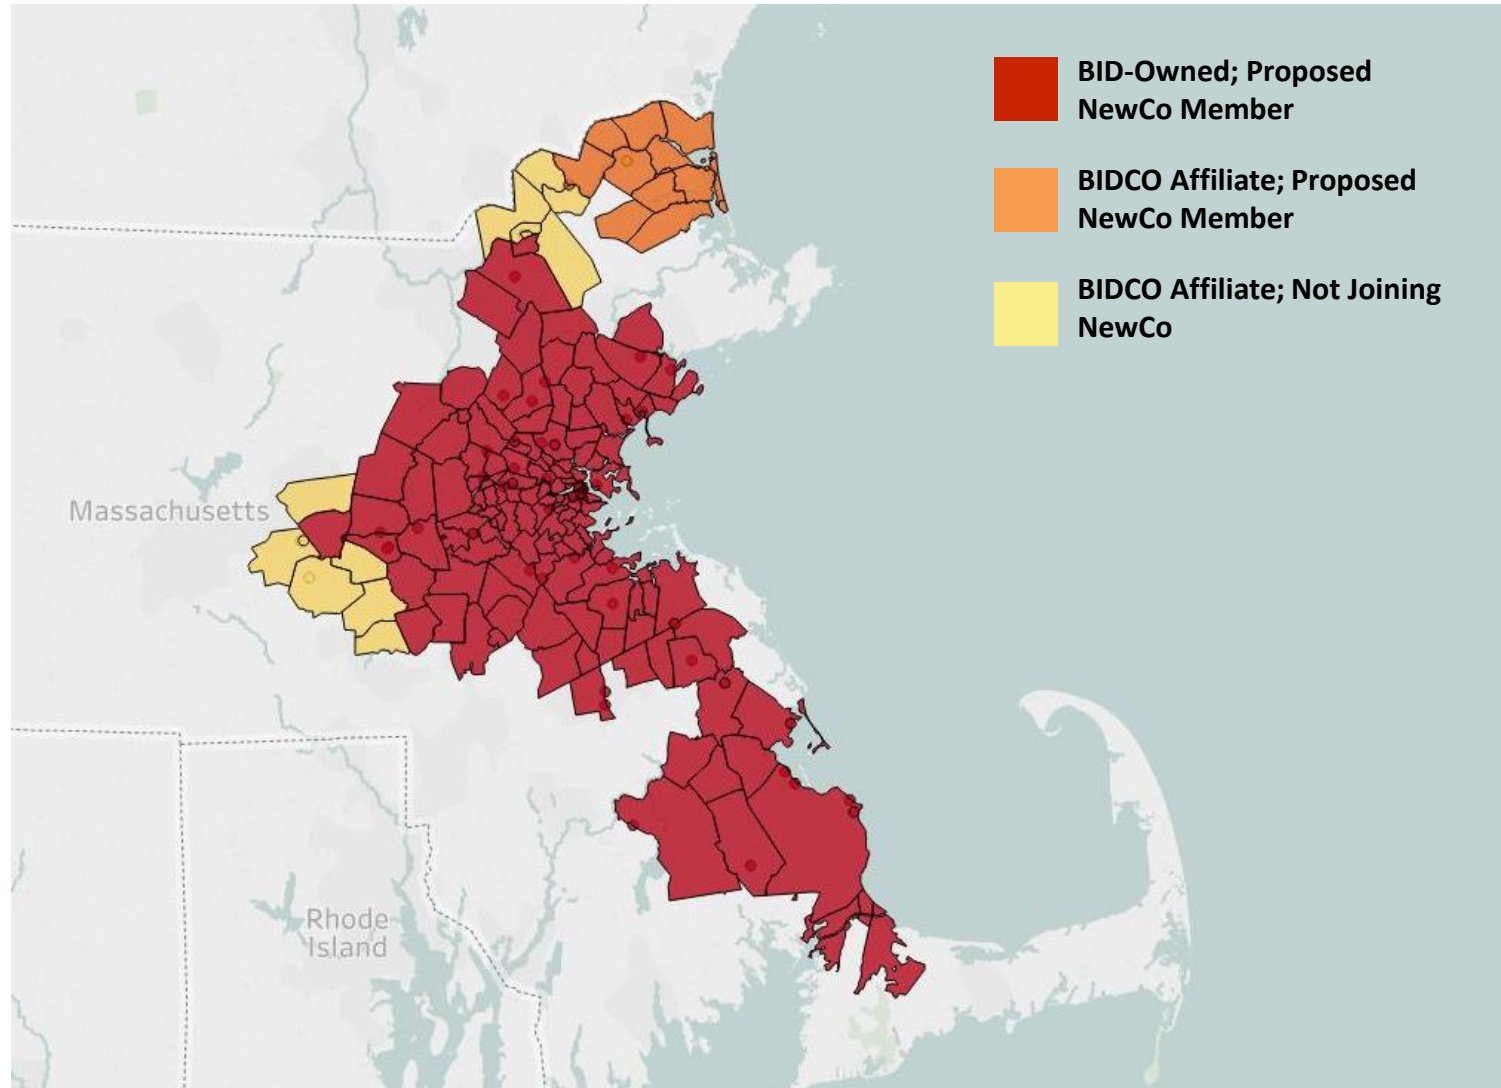 BID-Owned; Proposed
NewCo Member
BIDCO Affiliate; Proposed
NewCo Member
BIDCO Affiliate; Not Joining
NewCo
Massachusetts
Rhode
Island